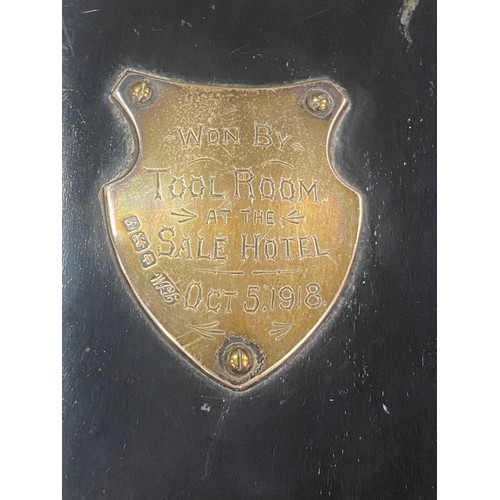 WON BY
TOOL ROOM.
AT THE
SALE HOTEL
OCT 5.1918.